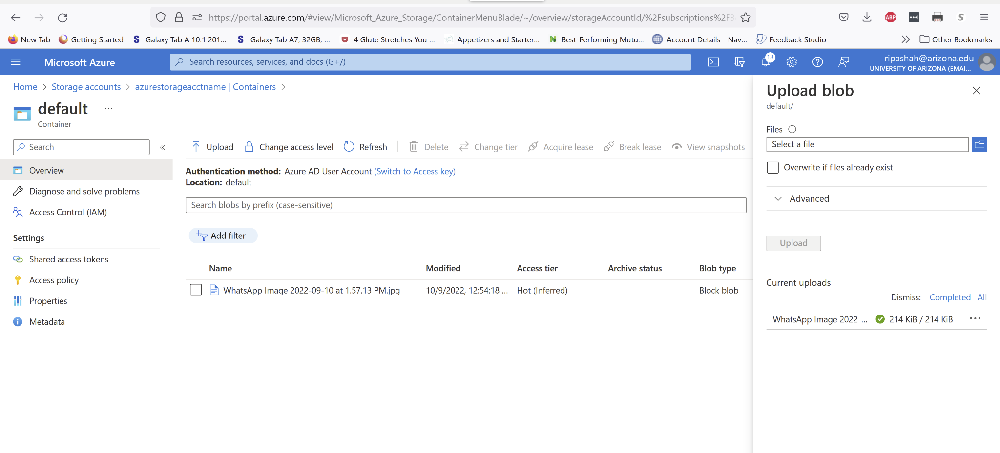 https://portal.azure.com/#view/Microsoft_Azure_Storage/ContainerMenuBlade/~/overview/storageAccountId/%2Fsubscriptions%2F3
ABP
PDF
S
New Tab
Getting Started
S Galaxy Tab A 10.1 201...
S Galaxy Tab A7, 32GB, ...
4 Glute Stretches You ...
Appetizers and Starter...
N Best-Performing Mutu...
Account Details - Nav...
Feedback Studio
Other Bookmarks
Microsoft Azure
Search resources, services, and docs (G+/)
18
ripashah@arizona.edu
UNIVERSITY OF ARIZONA (EMAI...
Home > Storage accounts > azurestorageacctname | Containers >
default ...
Container
Search
«
Overview
Diagnose and solve problems
Access Control (IAM)
Settings
Shared access tokens
Access policy
Properties
Metadata
Upload
Change access level
Refresh
Delete
Change tier
Acquire lease
Break lease
View snapshots
Authentication method: Azure AD User Account (Switch to Access key)
Location: default
Search blobs by prefix (case-sensitive)
Add filter
Name Modified Access tier Archive status Blob type
WhatsApp Image 2022-09-10 at 1.57.13 PM.jpg 10/9/2022, 12:54:18 ... Hot (Inferred) Block blob
Upload blob
default/
Files
Select a file
Overwrite if files already exist
Advanced
Upload
Current uploads
Dismiss: Completed All
WhatsApp Image 2022-... 214 KiB / 214 KiB ...